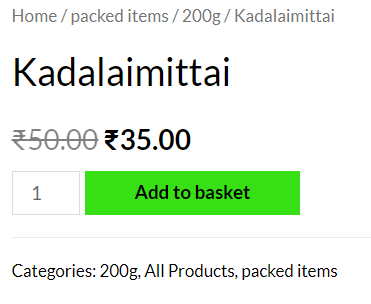 Home / packed items / 200g / Kadalaimittai
Kadalaimittai
₹50.00 ₹35.00
1 Add to basket
Categories: 200g, All Products, packed items